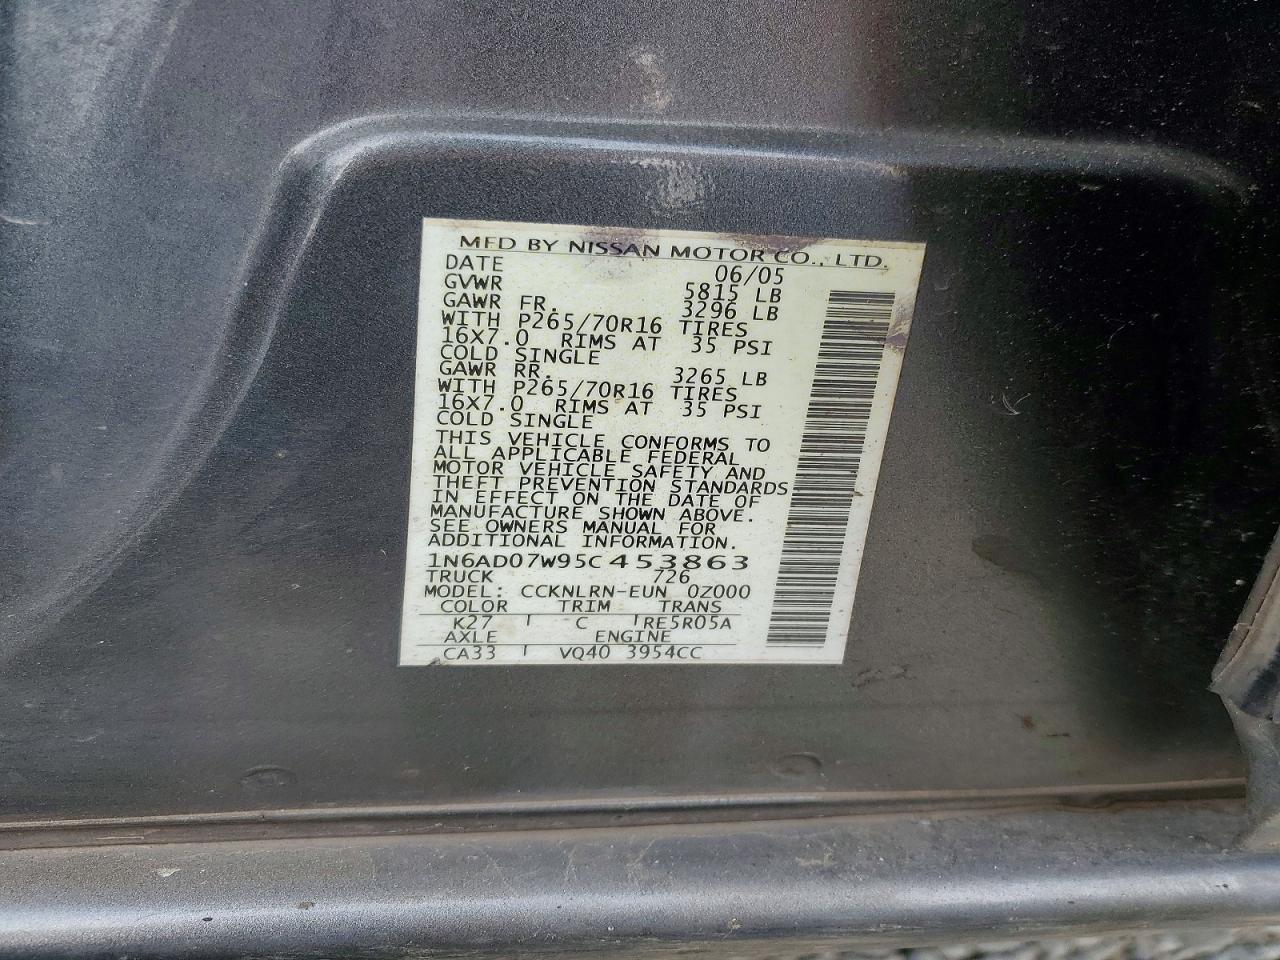 MFD BY NISSAN MOTOR CO., LTD.
DATE 06/05
GVWR 5815 LB
GAWR FR. 3296 LB
WITH P265/70R16 TIRES
16X7.0 RIMS AT 35 PSI
COLD SINGLE
GAWR RR. 3265 LB
WITH P265/70R16 TIRES
16X7.0 RIMS AT 35 PSI
COLD SINGLE
THIS VEHICLE CONFORMS TO
ALL APPLICABLE FEDERAL
MOTOR VEHICLE SAFETY AND
THEFT PREVENTION STANDARDS
IN EFFECT ON THE DATE OF
MANUFACTURE SHOWN ABOVE.
SEE OWNERS MANUAL FOR
ADDITIONAL INFORMATION.
1N6AD07W95C453863
TRUCK 726
MODEL: CCKNLRN-EUN 0Z000
COLOR TRIM TRANS
K27 C RE5R05A
AXLE ENGINE
CA33 VQ40 3954CC